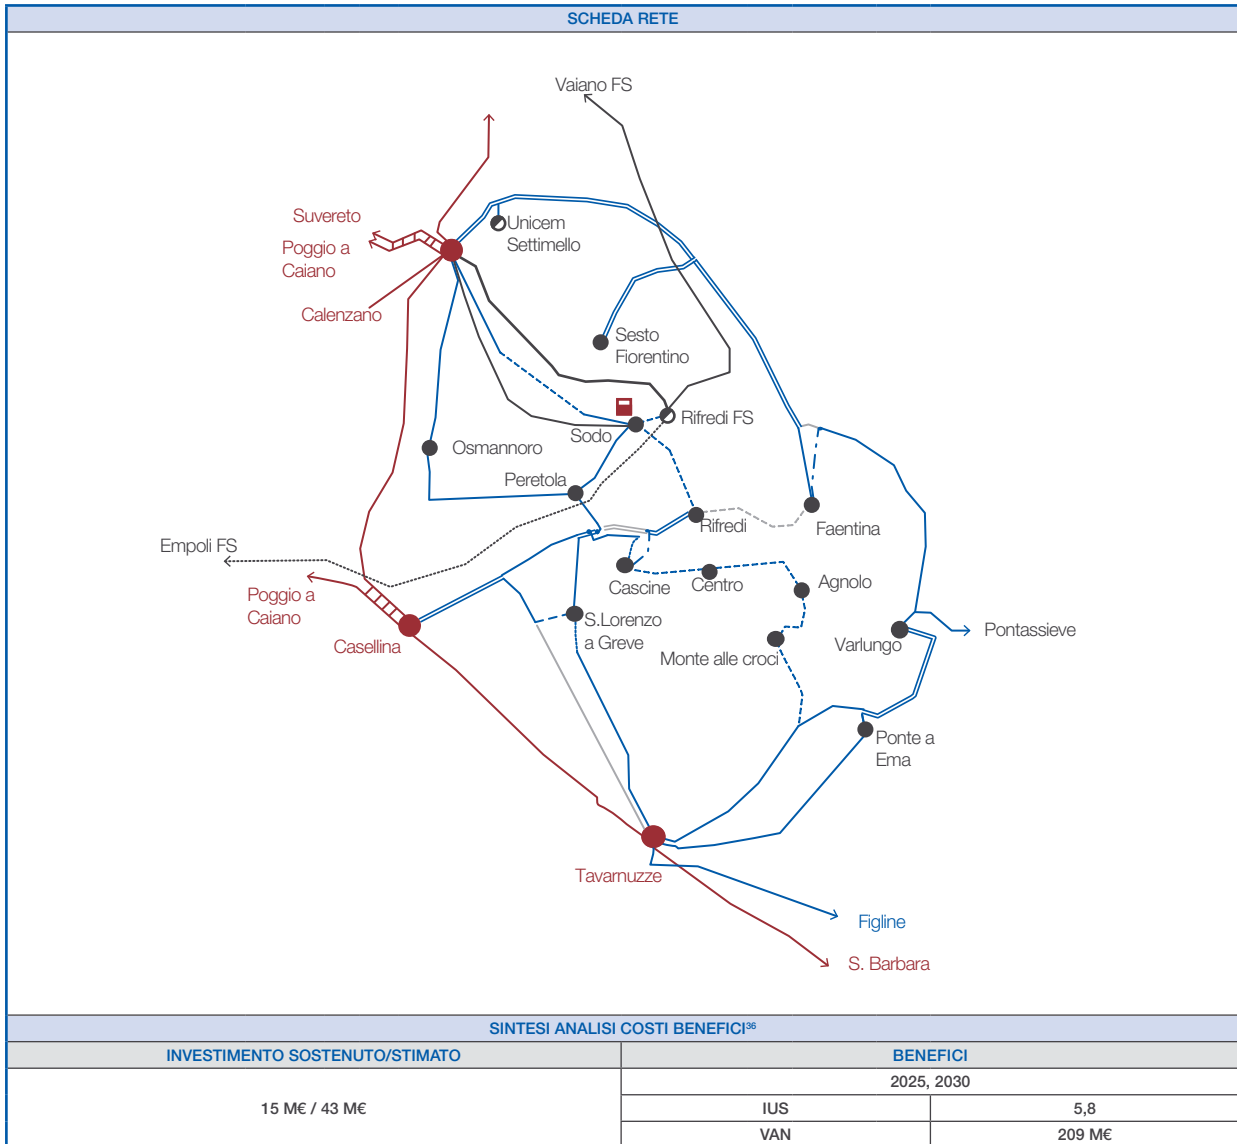 SCHEDA RETE
Vaiano FS
Suvereto
Unicem
Settimello
Poggio a
Caiano
Calenzano
Sesto
Fiorentino
Rifredi FS
Sodo
Osmannoro
Peretola
Rifredi
Faentina
Empoli FS
Cascine
Centro
Agnolo
Poggio a
Caiano
S.Lorenzo
a Greve
Casellina
Monte alle croci
Varlungo
Pontassieve
Ponte a
Ema
Tavarnuzze
Figline
S. Barbara
SINTESI ANALISI COSTI BENEFICI³⁶
INVESTIMENTO SOSTENUTO/STIMATO
BENEFICI
2025, 2030
15 M€ / 43 M€
IUS
5,8
VAN
209 M€